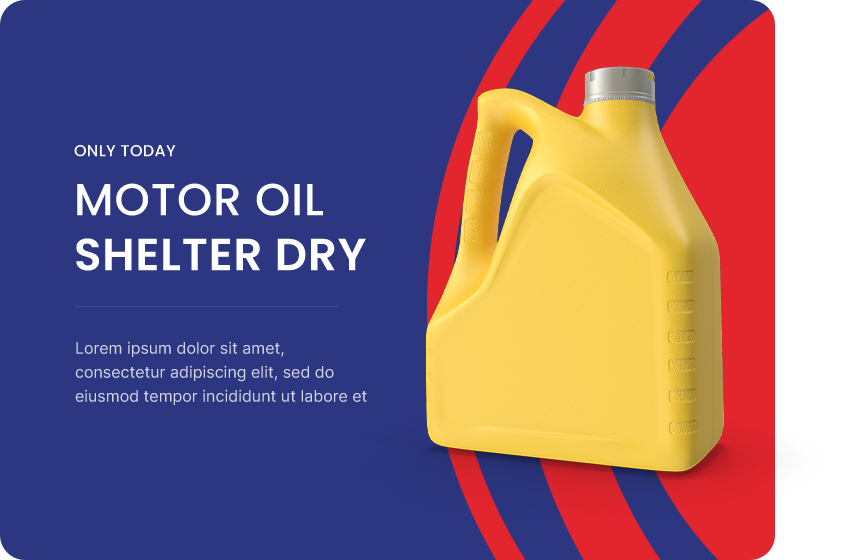 ONLY TODAY
MOTOR OIL
SHELTER DRY
Lorem ipsum dolor sit amet,
consectetur adipiscing elit, sed do
eiusmod tempor incididunt ut labore et